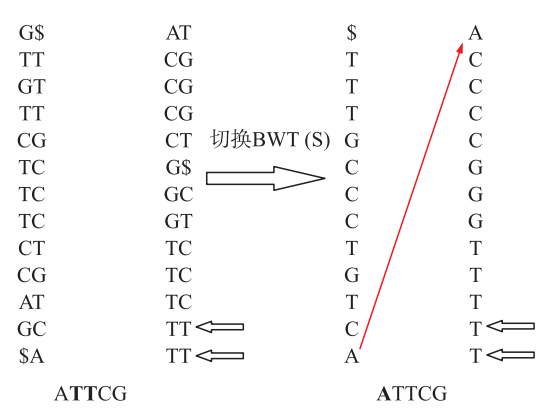 G$ AT $ A
TT CG T C
GT CG T C
TT CG T C
CG CT G C
切换BWT (S)
TC G$ C G
TC GC C G
TC GT C G
CT TC T T
CG TC G T
AT TC T T
GC TT C T
$A TT A T
ATTCG ATTCG